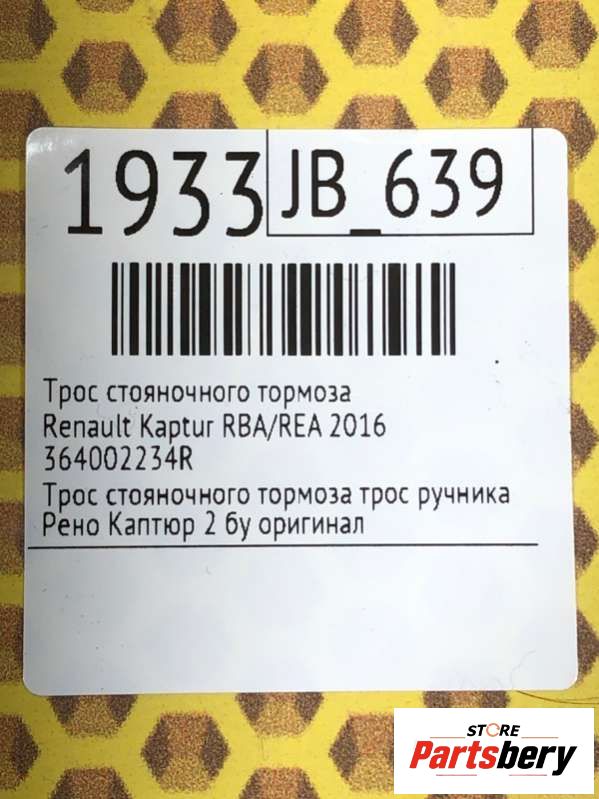 1933 JB_639
Трос стояночного тормоза
Renault Kaptur RBA/REA 2016
364002234R
Трос стояночного тормоза трос ручника
Рено Каптюр 2 бу оригинал
STORE
Partsbery